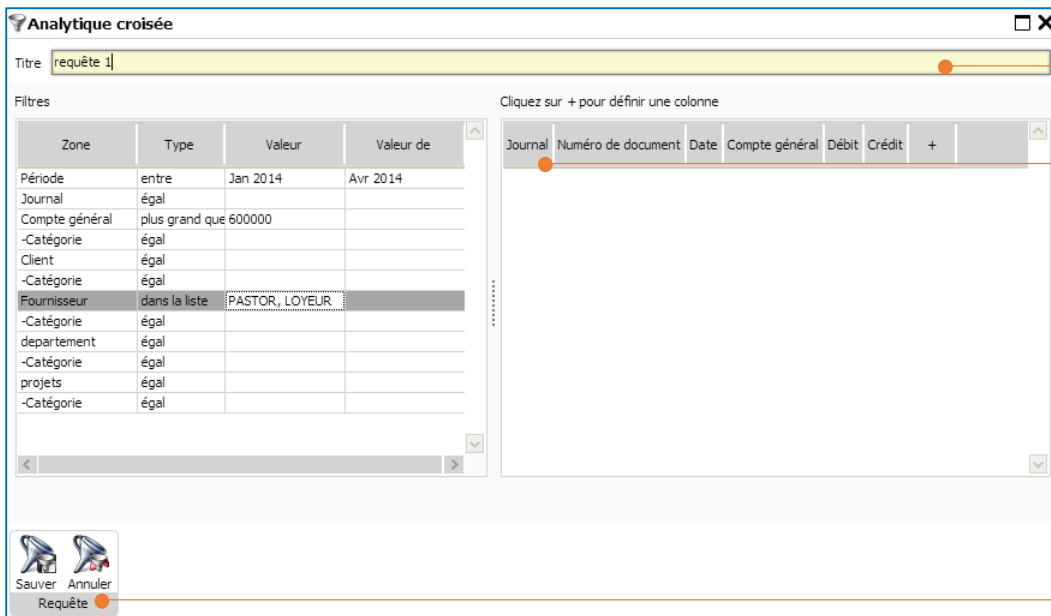 Analytique croisée
Titre requête 1
Filtres
Zone Type Valeur Valeur de
Période entre Jan 2014 Avr 2014
Journal égal
Compte général plus grand que 600000
-Catégorie égal
Client égal
-Catégorie égal
Fournisseur dans la liste PASTOR, LOYEUR
-Catégorie égal
departement égal
-Catégorie égal
projets égal
-Catégorie égal
Cliquez sur + pour définir une colonne
Journal Numéro de document Date Compte général Débit Crédit +
Sauver Annuler
Requête